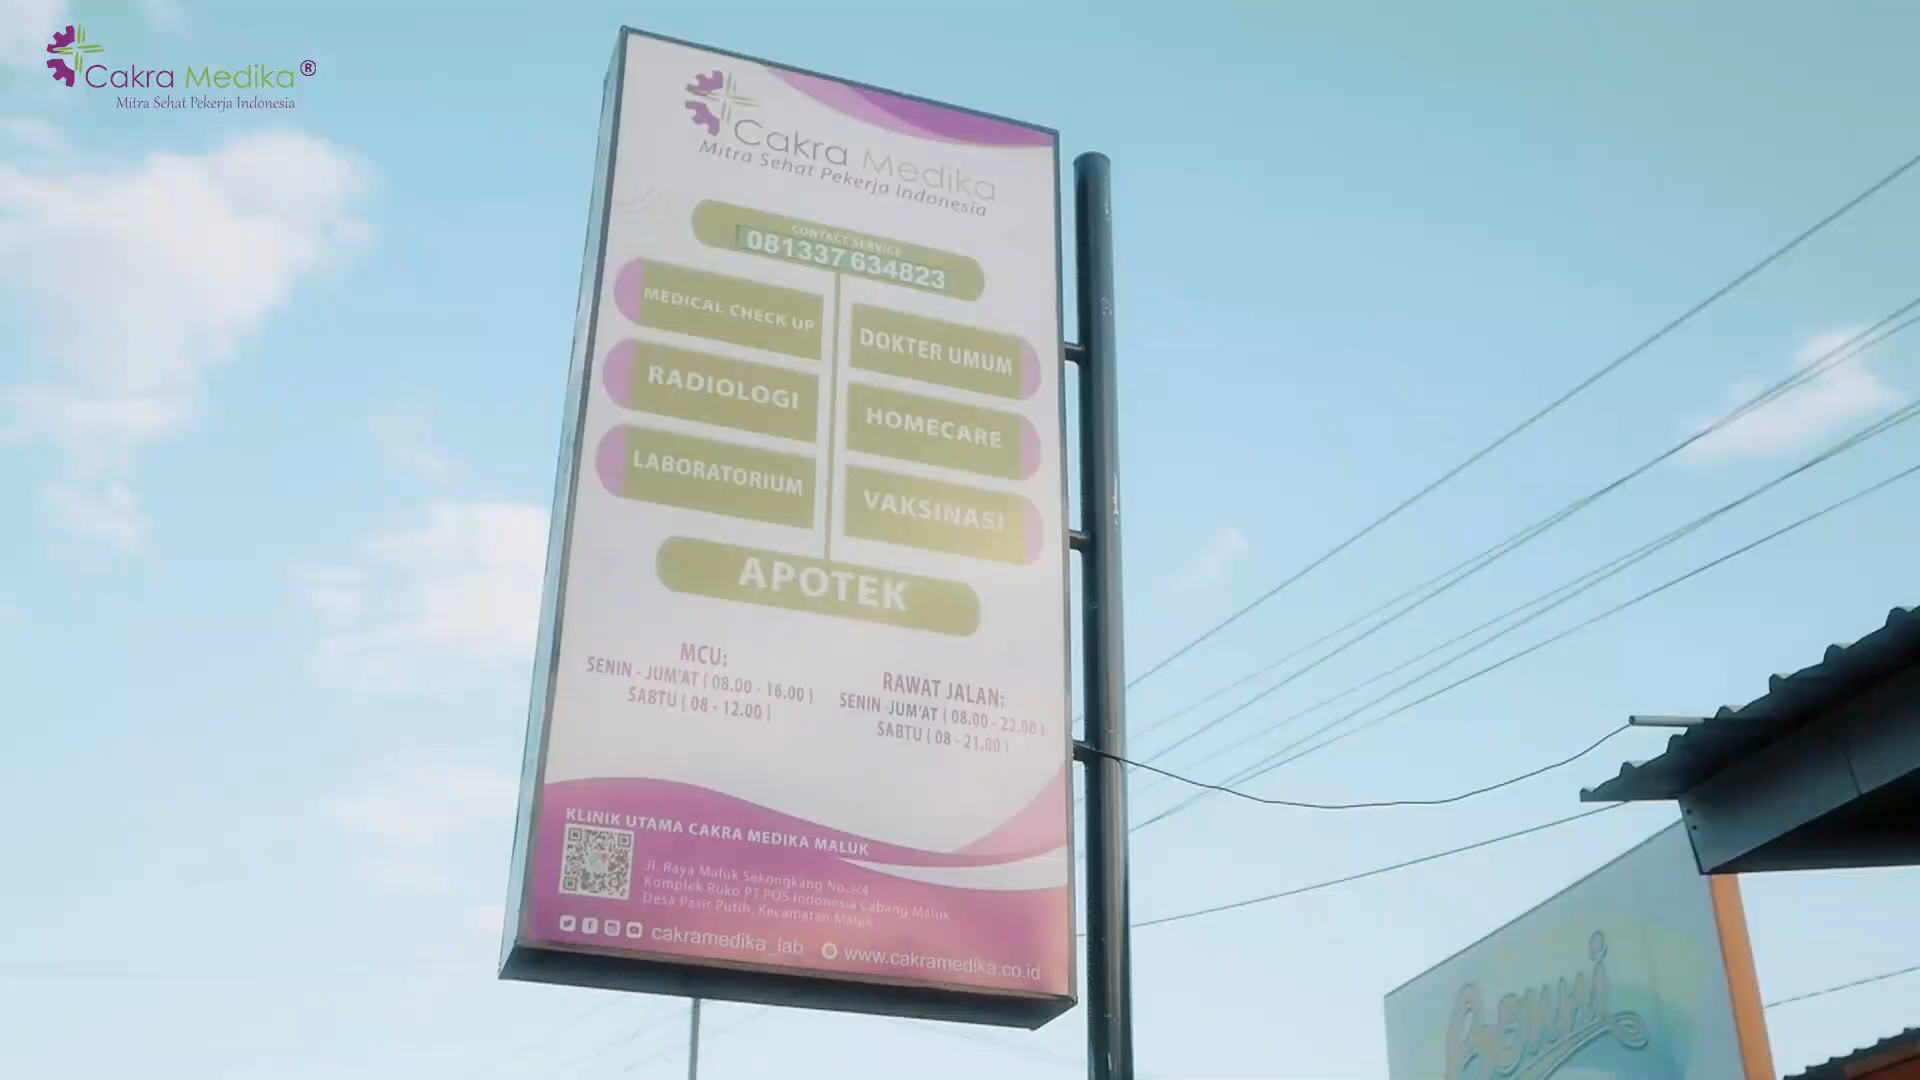 Cakra Medika®
Mitra Sehat Pekerja Indonesia
Cakra Medika
Mitra Sehat Pekerja Indonesia
CONTACT SERVICE
081337 634823
MEDICAL CHECK UP
DOKTER UMUM
RADIOLOGI
HOMECARE
LABORATORIUM
VAKSINASI
APOTEK
MCU:
SENIN - JUM'AT ( 08.00 - 16.00 )
SABTU ( 08 - 12.00 )
RAWAT JALAN:
SENIN -JUM'AT ( 08.00 - 22.00 )
SABTU ( 08 - 21.00 )
KLINIK UTAMA CAKRA MEDIKA MALUK
Jl. Raya Maluk Sekongkang No.3/4
Komplek Ruko PT.POS Indonesia Cabang Maluk
Desa Pasir Putih, Kecamatan Maluk
cakramedika_lab
www.cakramedika.co.id